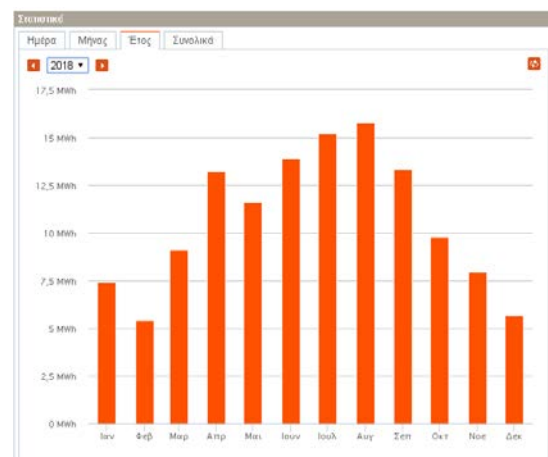 Στατιστικά
Ημέρα Μήνας Έτος Συνολικά
2018
17,5 MWh
15 MWh
12,5 MWh
10 MWh
7,5 MWh
5 MWh
2,5 MWh
0 MWh
Ιαν Φεβ Μαρ Απρ Μαι Ιουν Ιουλ Αυγ Σεπ Οκτ Νοε Δεκ